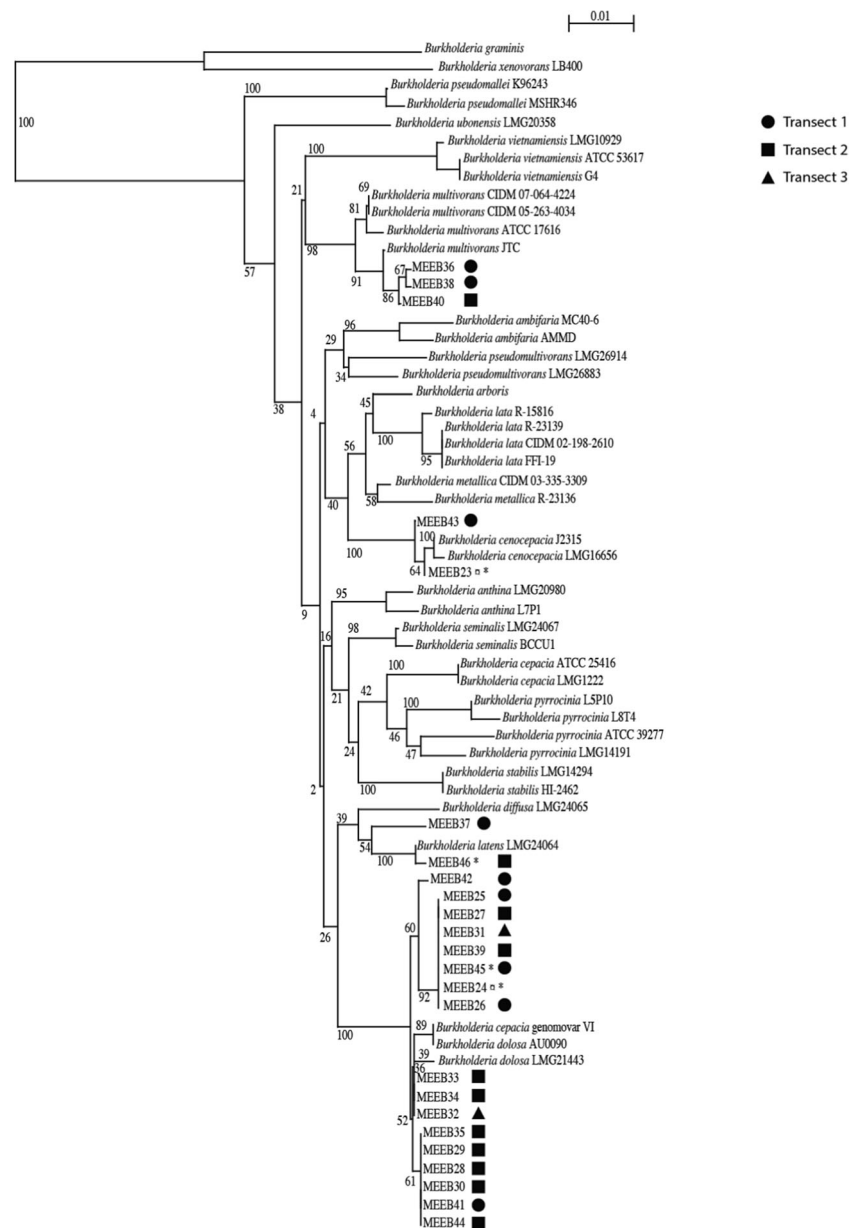 0.01
Burkholderia graminis
Burkholderia xenovorans LB400
100
Burkholderia pseudomallei K96243
100
Burkholderia pseudomallei MSHR346
● Transect 1
Burkholderia ubonensis LMG20358
Burkholderia vietnamiensis LMG10929
■ Transect 2
100
Burkholderia vietnamiensis ATCC 53617
Burkholderia vietnamiensis G4
▲ Transect 3
21
69
Burkholderia multivorans CIDM 07-064-4224
81
Burkholderia multivorans CIDM 05-263-4034
Burkholderia multivorans ATCC 17616
98
Burkholderia multivorans JTC
57
91
67
MEEB36 ●
MEEB38 ●
86
MEEB40 ■
Burkholderia ambifaria MC40-6
96
29
Burkholderia ambifaria AMMD
Burkholderia pseudomultivorans LMG26914
34
Burkholderia pseudomultivorans LMG26883
38
4
45
Burkholderia arboris
Burkholderia lata R-15816
Burkholderia lata R-23139
100
56
Burkholderia lata CIDM 02-198-2610
95
Burkholderia lata FFI-19
Burkholderia metallica CIDM 03-335-3309
58
Burkholderia metallica R-23136
40
MEEB43 ●
100
100
Burkholderia cenocepacia J2315
Burkholderia cenocepacia LMG16656
64
MEEB23 ¤ *
Burkholderia anthina LMG20980
95
9
Burkholderia anthina L7P1
16
98
Burkholderia seminalis LMG24067
Burkholderia seminalis BCCU1
100
Burkholderia cepacia ATCC 25416
Burkholderia cepacia LMG1222
21
42
100
Burkholderia pyrrocinia L5P10
Burkholderia pyrrocinia L8T4
46
Burkholderia pyrrocinia ATCC 39277
24
47
Burkholderia pyrrocinia LMG14191
Burkholderia stabilis LMG14294
100
Burkholderia stabilis HI-2462
2
39
Burkholderia diffusa LMG24065
MEEB37 ●
54
Burkholderia latens LMG24064
100
MEEB46 * ■
MEEB42 ●
MEEB25 ●
MEEB27 ■
60
MEEB31 ▲
26
MEEB39 ■
MEEB45 * ●
MEEB24 ¤ *
92
MEEB26 ●
100
89
Burkholderia cepacia genomovar VI
Burkholderia dolosa AU0090
39
Burkholderia dolosa LMG21443
36
MEEB33 ■
MEEB34 ■
MEEB32 ▲
52
MEEB35 ■
MEEB29 ■
MEEB28 ■
61
MEEB30 ■
MEEB41 ●
MEEB44 ■